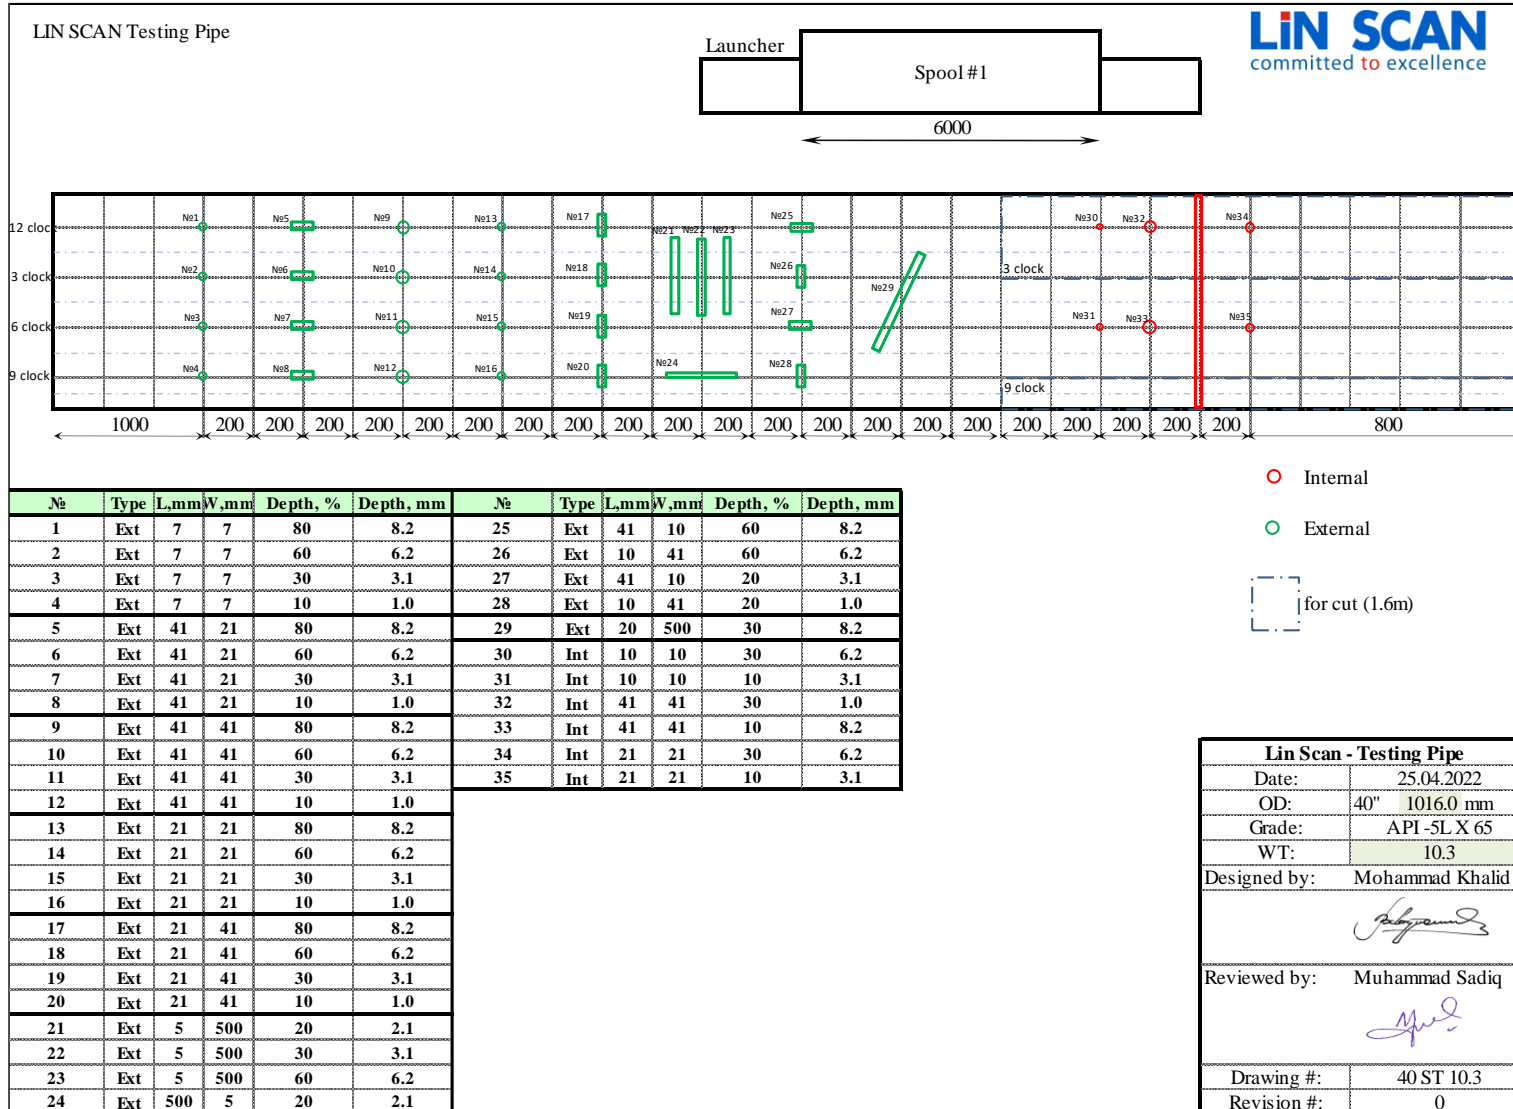 LIN SCAN Testing Pipe
LiN SCAN
committed to excellence
Launcher
Spool #1
6000
№1 №5 №9 №13 №17 №25 №30 №32 №34
12 cloc
№21 №22 №23
№2 №6 №10 №14 №18 №26 3 clock
3 clock
№29
№3 №7 №11 №15 №19 №27 №31 №33 №35
6 clock
№4 №8 №12 №16 №20 №24 №28
9 clock
9 clock
1000 200 200 200 200 200 200 200 200 200 200 200 200 200 200 200 200 200 200 200 200 200 800
Internal
External
for cut (1.6m)
№ Type L,mm W,mm Depth, % Depth, mm № Type L,mm W,mm Depth, % Depth, mm
1 Ext 7 7 80 8.2 25 Ext 41 10 60 8.2
2 Ext 7 7 60 6.2 26 Ext 10 41 60 6.2
3 Ext 7 7 30 3.1 27 Ext 41 10 20 3.1
4 Ext 7 7 10 1.0 28 Ext 10 41 20 1.0
5 Ext 41 21 80 8.2 29 Ext 20 500 30 8.2
6 Ext 41 21 60 6.2 30 Int 10 10 30 6.2
7 Ext 41 21 30 3.1 31 Int 10 10 10 3.1
8 Ext 41 21 10 1.0 32 Int 41 41 30 1.0
9 Ext 41 41 80 8.2 33 Int 41 41 10 8.2
10 Ext 41 41 60 6.2 34 Int 21 21 30 6.2
11 Ext 41 41 30 3.1 35 Int 21 21 10 3.1
12 Ext 41 41 10 1.0
13 Ext 21 21 80 8.2
14 Ext 21 21 60 6.2
15 Ext 21 21 30 3.1
16 Ext 21 21 10 1.0
17 Ext 21 41 80 8.2
18 Ext 21 41 60 6.2
19 Ext 21 41 30 3.1
20 Ext 21 41 10 1.0
21 Ext 5 500 20 2.1
22 Ext 5 500 30 3.1
23 Ext 5 500 60 6.2
24 Ext 500 5 20 2.1
Lin Scan - Testing Pipe
Date: 25.04.2022
OD: 40" 1016.0 mm
Grade: API -5L X 65
WT: 10.3
Designed by: Mohammad Khalid
Reviewed by: Muhammad Sadiq
Drawing #: 40 ST 10.3
Revision #: 0